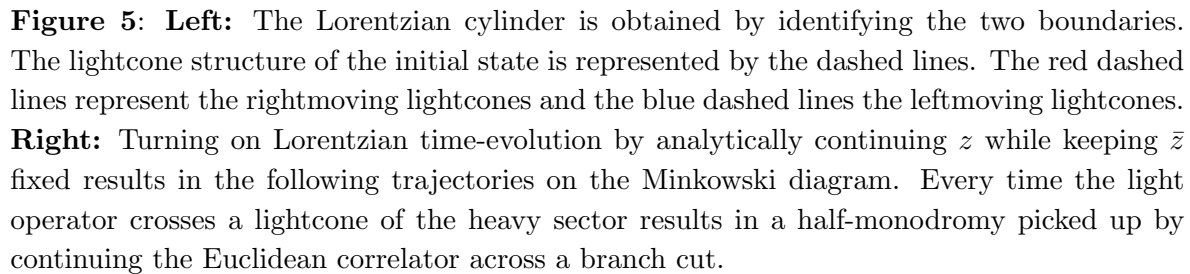 Figure 5: Left: The Lorentzian cylinder is obtained by identifying the two boundaries.
The lightcone structure of the initial state is represented by the dashed lines. The red dashed
lines represent the rightmoving lightcones and the blue dashed lines the leftmoving lightcones.
Right: Turning on Lorentzian time-evolution by analytically continuing z while keeping z̄
fixed results in the following trajectories on the Minkowski diagram. Every time the light
operator crosses a lightcone of the heavy sector results in a half-monodromy picked up by
continuing the Euclidean correlator across a branch cut.